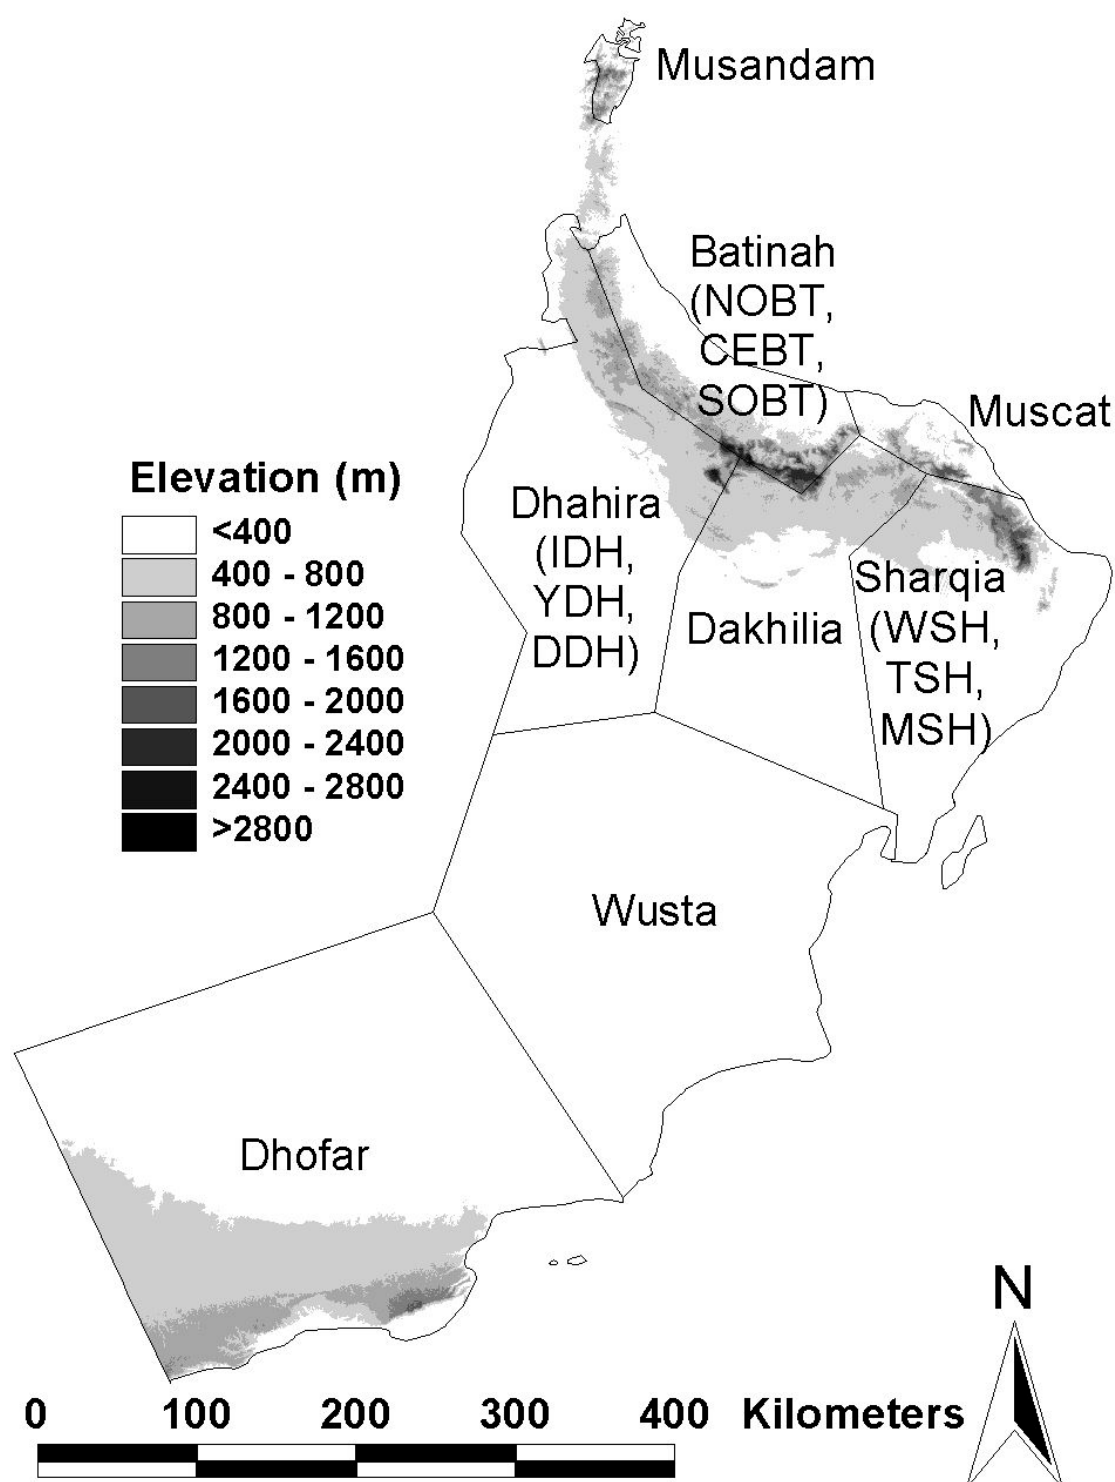 Musandam
Batinah
(NOBT,
CEBT,
SOBT)
Muscat
Elevation (m)
<400
400 - 800
800 - 1200
1200 - 1600
1600 - 2000
2000 - 2400
2400 - 2800
>2800
Dhahira
(IDH,
YDH,
DDH)
Dakhilia
Sharqia
(WSH,
TSH,
MSH)
Wusta
Dhofar
N
0 100 200 300 400 Kilometers